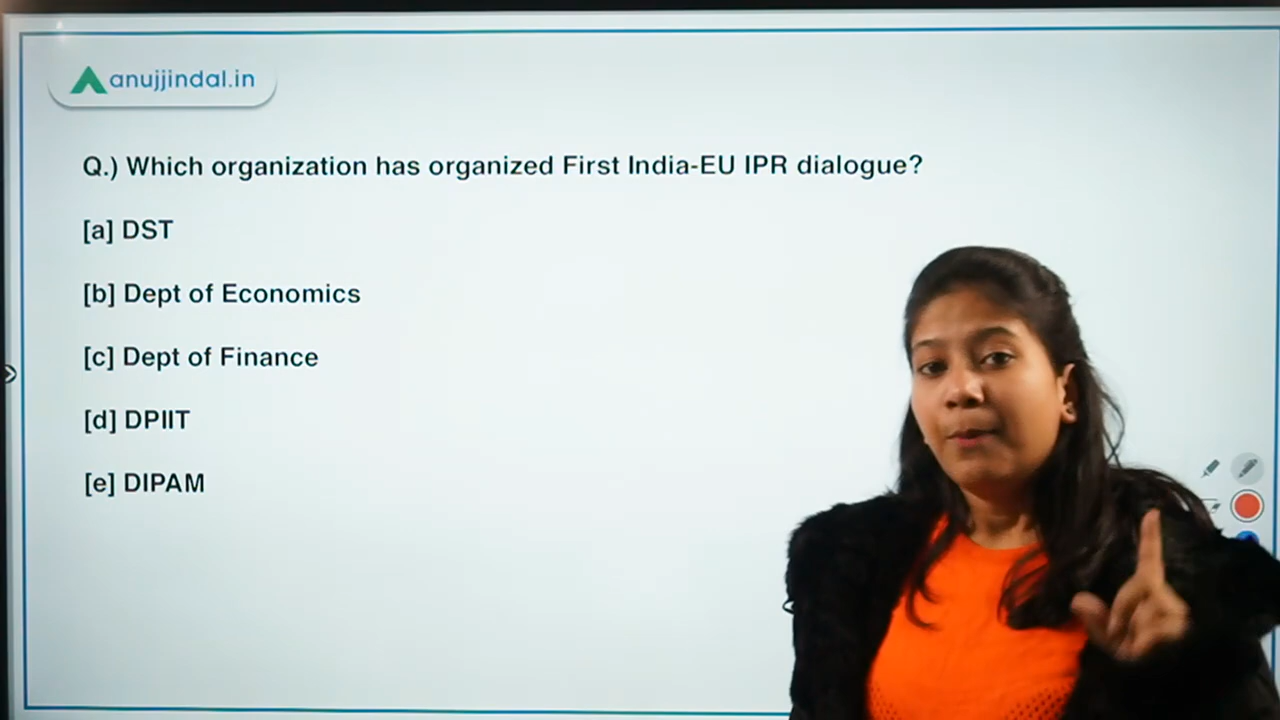 anujjindal.in
Q.) Which organization has organized First India-EU IPR dialogue?
[a] DST
[b] Dept of Economics
[c] Dept of Finance
[d] DPIIT
[e] DIPAM